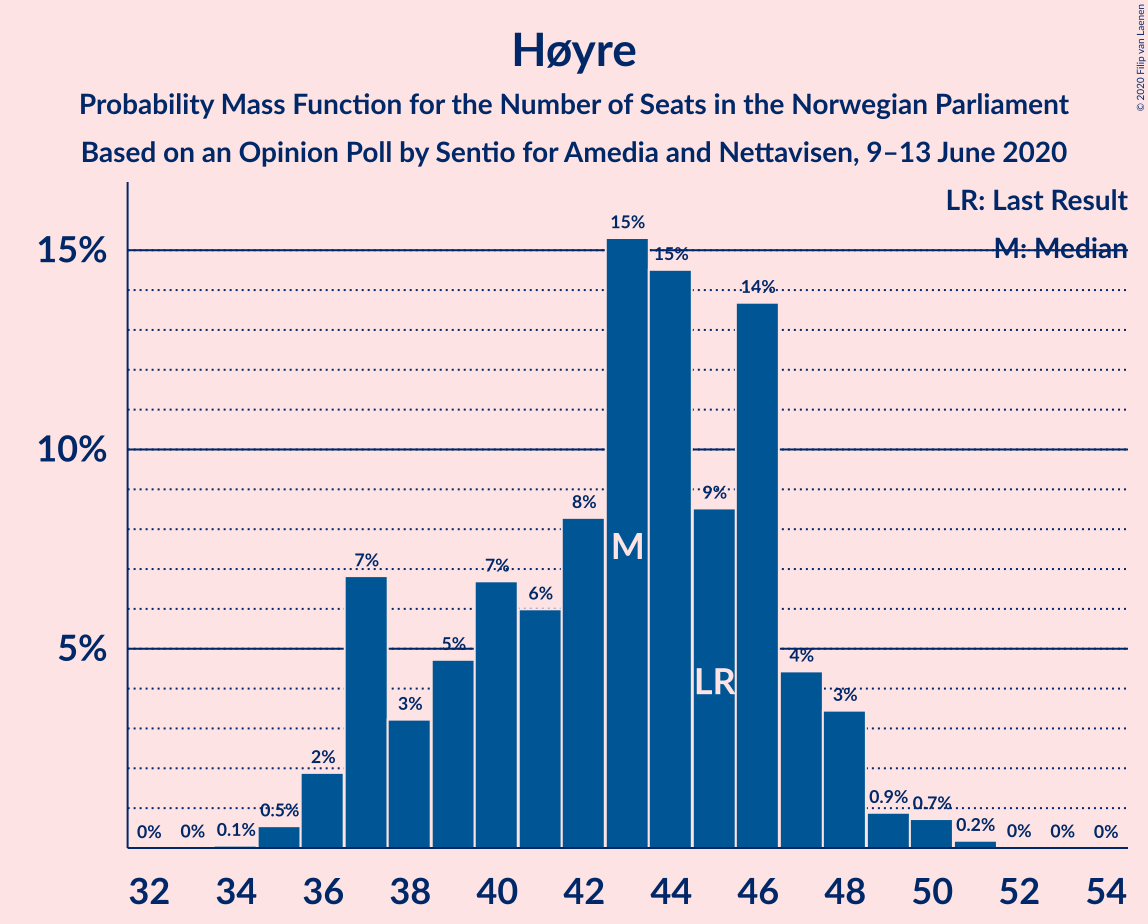 Høyre
Probability Mass Function for the Number of Seats in the Norwegian Parliament
Based on an Opinion Poll by Sentio for Amedia and Nettavisen, 9–13 June 2020
© 2020 Filip van Laenen
LR: Last Result
M: Median
15%
10%
5%
0%
0%
0.1%
0.5%
2%
7%
3%
5%
7%
6%
8%
15%
15%
9%
14%
4%
3%
0.9%
0.7%
0.2%
0%
0%
0%
M
LR
32 34 36 38 40 42 44 46 48 50 52 54